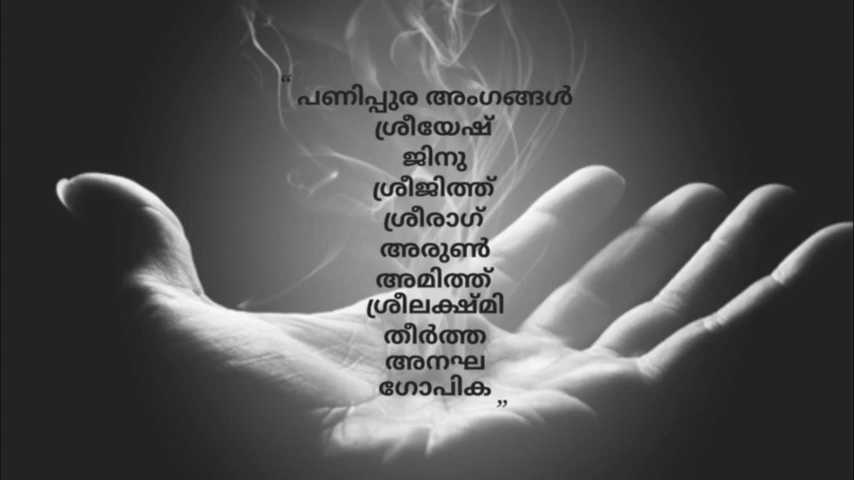 “ പണിപ്പുര അംഗങ്ങൾ
ശ്രീയേഷ്
ജിനു
ശ്രീജിത്ത്
ശ്രീരാഗ്
അരുൺ
അമിത്ത്
ശ്രീലക്ഷ്മി
തീർത്ത
അനഘ
ഗോപിക ”